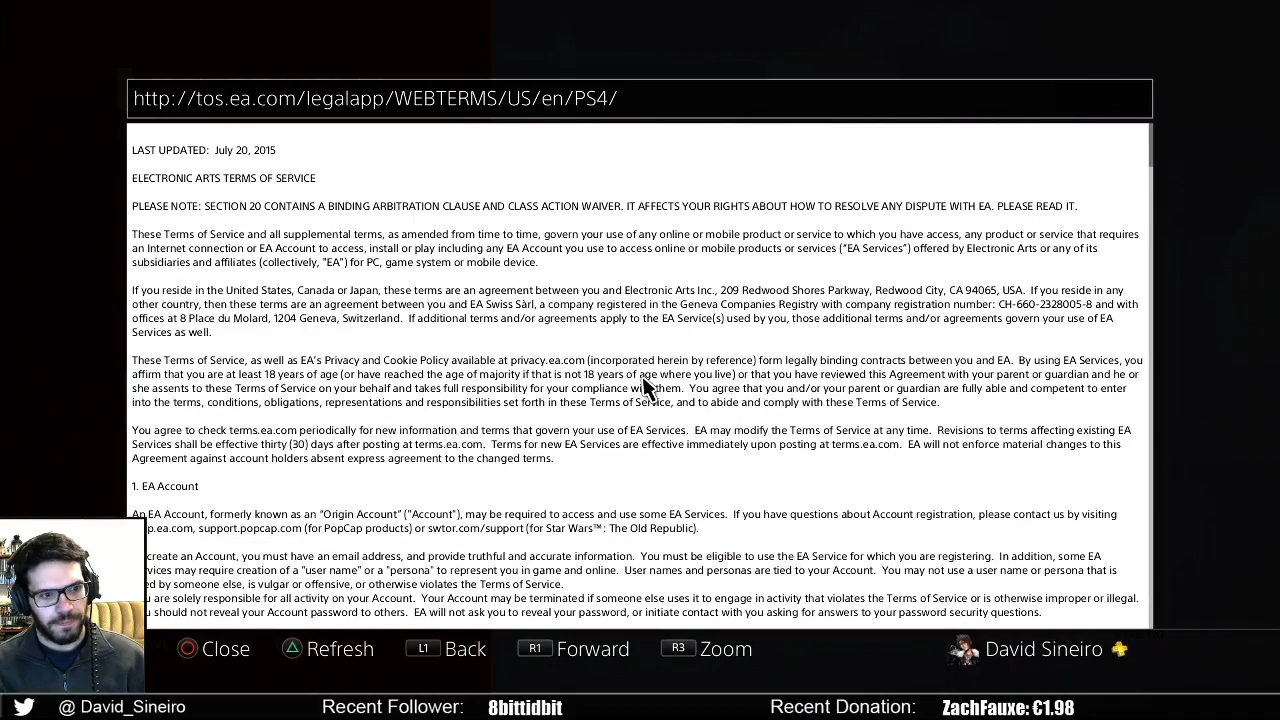 http://tos.ea.com/legalapp/WEBTERMS/US/en/PS4/
LAST UPDATED:  July 20, 2015
ELECTRONIC ARTS TERMS OF SERVICE
PLEASE NOTE: SECTION 20 CONTAINS A BINDING ARBITRATION CLAUSE AND CLASS ACTION WAIVER. IT AFFECTS YOUR RIGHTS ABOUT HOW TO RESOLVE ANY DISPUTE WITH EA. PLEASE READ IT.
These Terms of Service and all supplemental terms, as amended from time to time, govern your use of any online or mobile product or service to which you have access, any product or service that requires
an Internet connection or EA Account to access, install or play including any EA Account you use to access online or mobile products or services (“EA Services”) offered by Electronic Arts or any of its
subsidiaries and affiliates (collectively, "EA") for PC, game system or mobile device.
If you reside in the United States, Canada or Japan, these terms are an agreement between you and Electronic Arts Inc., 209 Redwood Shores Parkway, Redwood City, CA 94065, USA.  If you reside in any
other country, then these terms are an agreement between you and EA Swiss Sàrl, a company registered in the Geneva Companies Registry with company registration number: CH-660-2328005-8 and with
offices at 8 Place du Molard, 1204 Geneva, Switzerland.  If additional terms and/or agreements apply to the EA Service(s) used by you, those additional terms and/or agreements govern your use of EA
Services as well.
These Terms of Service, as well as EA’s Privacy and Cookie Policy available at privacy.ea.com (incorporated herein by reference) form legally binding contracts between you and EA.  By using EA Services, you
affirm that you are at least 18 years of age (or have reached the age of majority if that is not 18 years of age where you live) or that you have reviewed this Agreement with your parent or guardian and he or
she assents to these Terms of Service on your behalf and takes full responsibility for your compliance with them.  You agree that you and/or your parent or guardian are fully able and competent to enter
into the terms, conditions, obligations, representations and responsibilities set forth in these Terms of Service, and to abide and comply with these Terms of Service.
You agree to check terms.ea.com periodically for new information and terms that govern your use of EA Services.  EA may modify the Terms of Service at any time.  Revisions to terms affecting existing EA
Services shall be effective thirty (30) days after posting at terms.ea.com.  Terms for new EA Services are effective immediately upon posting at terms.ea.com.  EA will not enforce material changes to this
Agreement against account holders absent express agreement to the changed terms.
1. EA Account
An EA Account, formerly known as an “Origin Account” ("Account"), may be required to access and use some EA Services.  If you have questions about Account registration, please contact us by visiting
.ea.com, support.popcap.com (for PopCap products) or swtor.com/support (for Star Wars™: The Old Republic).
create an Account, you must have an email address, and provide truthful and accurate information.  You must be eligible to use the EA Service for which you are registering.  In addition, some EA
may require creation of a "user name" or a "persona" to represent you in game and online.  User names and personas are tied to your Account.  You may not use a user name or persona that is
by someone else, is vulgar or offensive, or otherwise violates the Terms of Service.
are solely responsible for all activity on your Account.  Your Account may be terminated if someone else uses it to engage in activity that violates the Terms of Service or is otherwise improper or illegal.
should not reveal your Account password to others.  EA will not ask you to reveal your password, or initiate contact with you asking for answers to your password security questions.
Close Refresh L1 Back R1 Forward R3 Zoom David Sineiro
@ David_Sineiro Recent Follower: 8bittidbit Recent Donation: ZachFauxe: €1.98